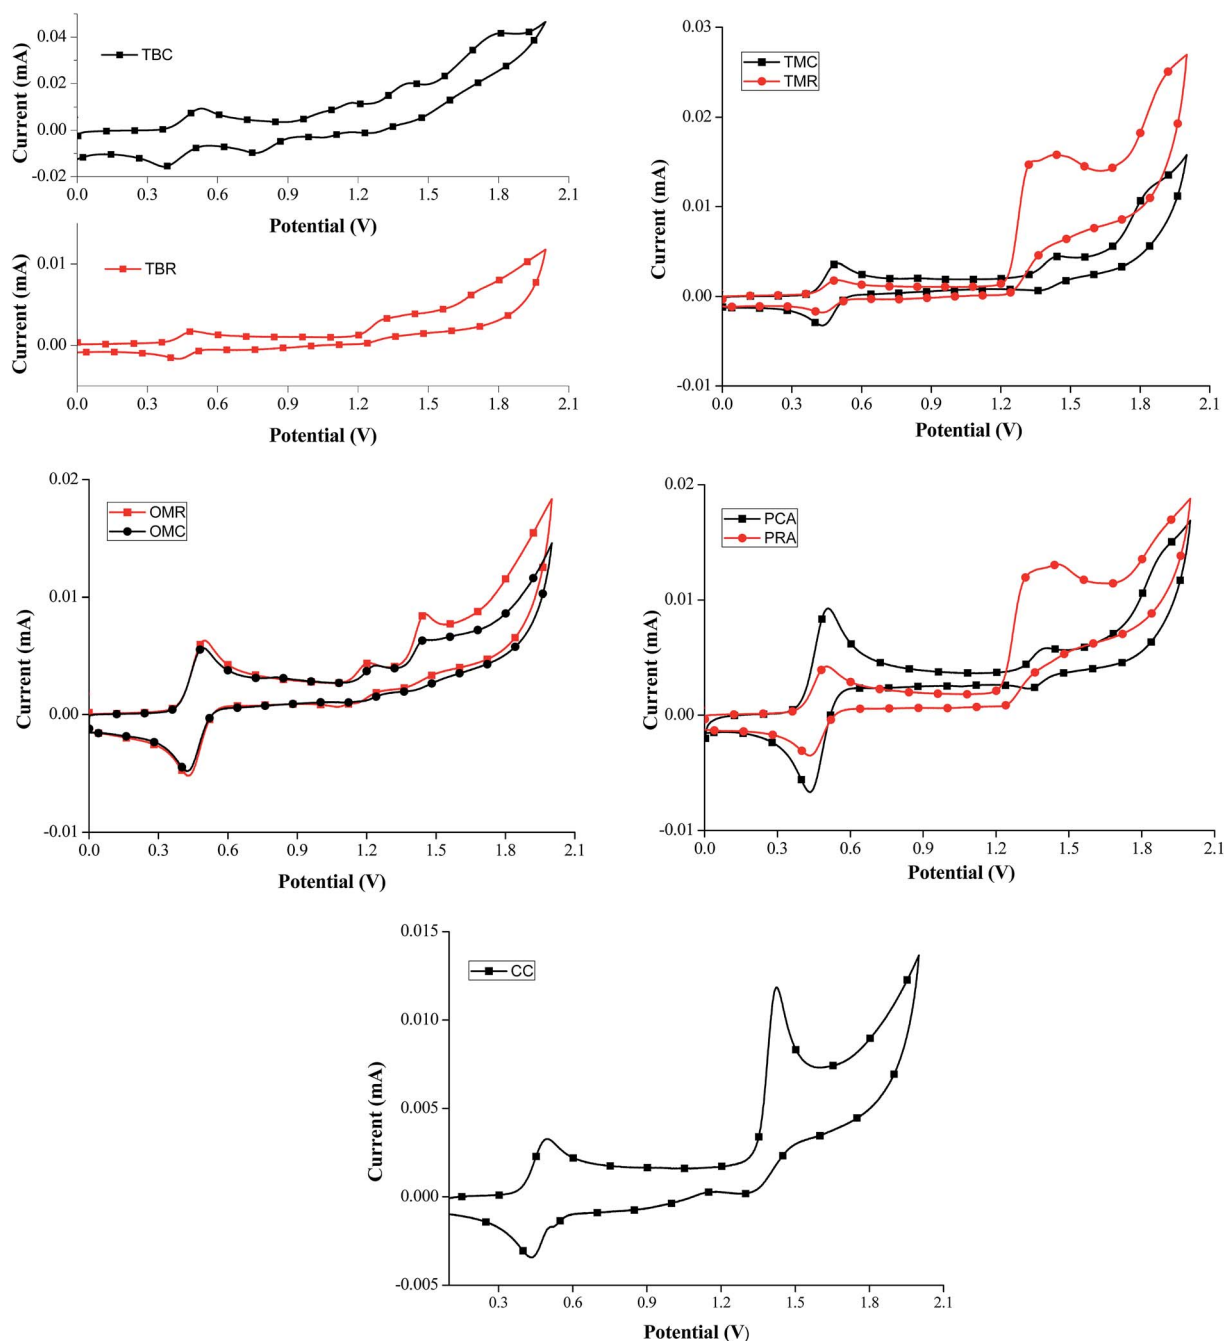 TBC
Current (mA)
0.04
0.02
0.00
-0.02
0.0 0.3 0.6 0.9 1.2 1.5 1.8 2.1
Potential (V)
TBR
Current (mA)
0.01
0.00
0.0 0.3 0.6 0.9 1.2 1.5 1.8 2.1
Potential (V)
TMC
TMR
Current (mA)
0.03
0.02
0.01
0.00
-0.01
0.0 0.3 0.6 0.9 1.2 1.5 1.8 2.1
Potential (V)
OMR
OMC
Current (mA)
0.02
0.01
0.00
-0.01
0.0 0.3 0.6 0.9 1.2 1.5 1.8 2.1
Potential (V)
PCA
PRA
Current (mA)
0.02
0.01
0.00
-0.01
0.0 0.3 0.6 0.9 1.2 1.5 1.8 2.1
Potential (V)
CC
Current (mA)
0.015
0.010
0.005
0.000
-0.005
0.3 0.6 0.9 1.2 1.5 1.8 2.1
Potential (V)